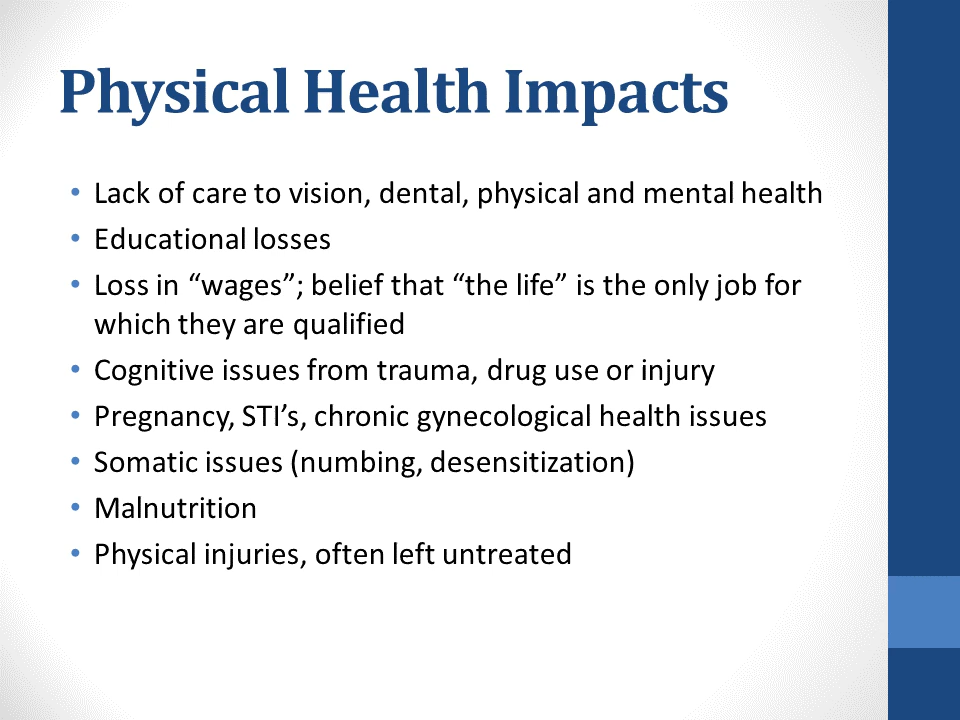 Physical Health Impacts
• Lack of care to vision, dental, physical and mental health
• Educational losses
• Loss in “wages”; belief that “the life” is the only job for
which they are qualified
• Cognitive issues from trauma, drug use or injury
• Pregnancy, STI’s, chronic gynecological health issues
• Somatic issues (numbing, desensitization)
• Malnutrition
• Physical injuries, often left untreated